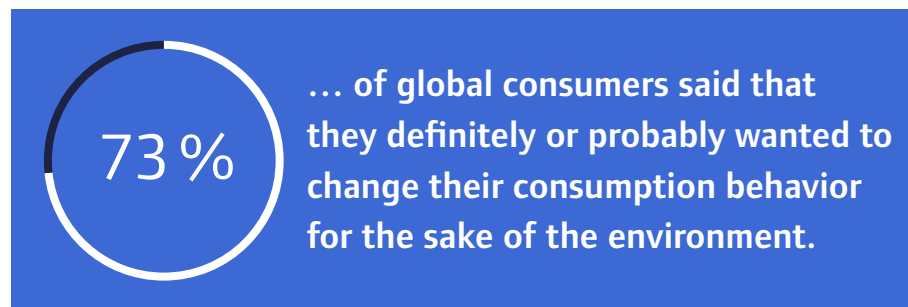 73 %
… of global consumers said that
they definitely or probably wanted to
change their consumption behavior
for the sake of the environment.